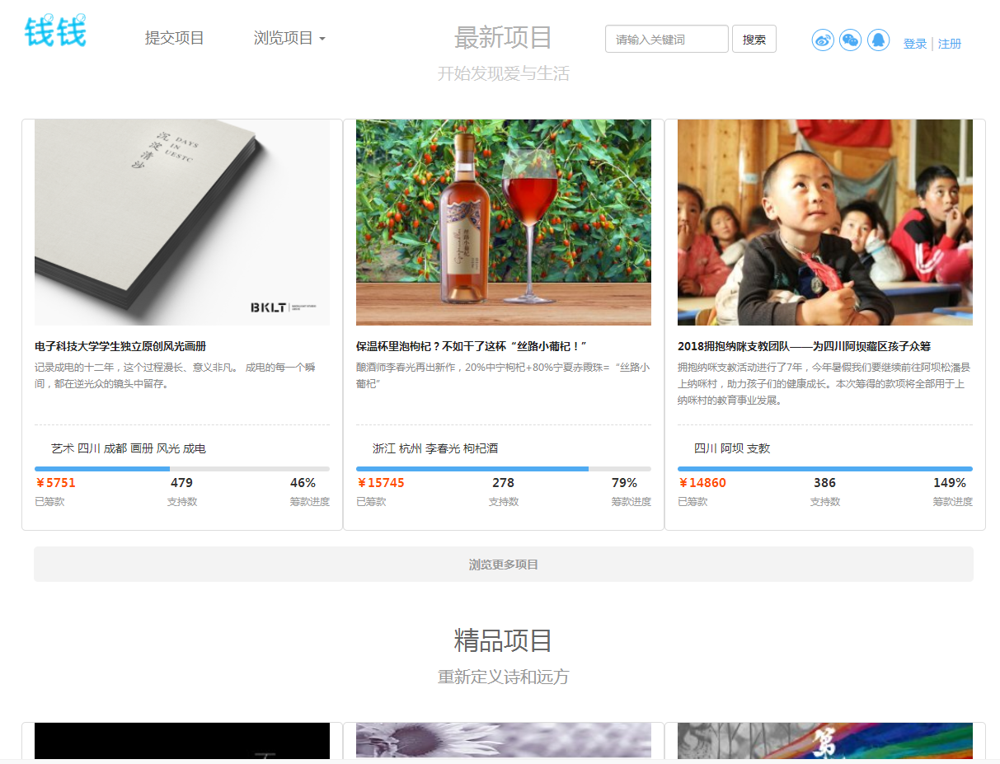 钱钱
提交项目
浏览项目
最新项目
请输入关键词
搜索
登录 | 注册
开始发现爱与生活
沉淀清沙
DAYS
IN
UESTC
BKLT
丝路小葡杞
电子科技大学学生独立原创风光画册
记录成电的十二年，这个过程漫长、意义非凡。 成电的每一个瞬
间，都在逆光众的镜头中留存。
艺术 四川 成都 画册 风光 成电
￥5751 479 46%
已筹款 支持数 筹款进度
保温杯里泡枸杞？不如干了这杯“丝路小葡杞！”
酿酒师李春光再出新作，20%中宁枸杞+80%宁夏赤霞珠=“丝路小
葡杞”
浙江 杭州 李春光 枸杞酒
￥15745 278 79%
已筹款 支持数 筹款进度
2018拥抱纳咪支教团队——为四川阿坝藏区孩子众筹
拥抱纳咪支教活动进行了7年，今年暑假我们要继续前往阿坝松潘县
上纳咪村，助力孩子们的健康成长。本次筹得的款项将全部用于上
纳咪村的教育事业发展。
四川 阿坝 支教
￥14860 386 149%
已筹款 支持数 筹款进度
浏览更多项目
精品项目
重新定义诗和远方
第